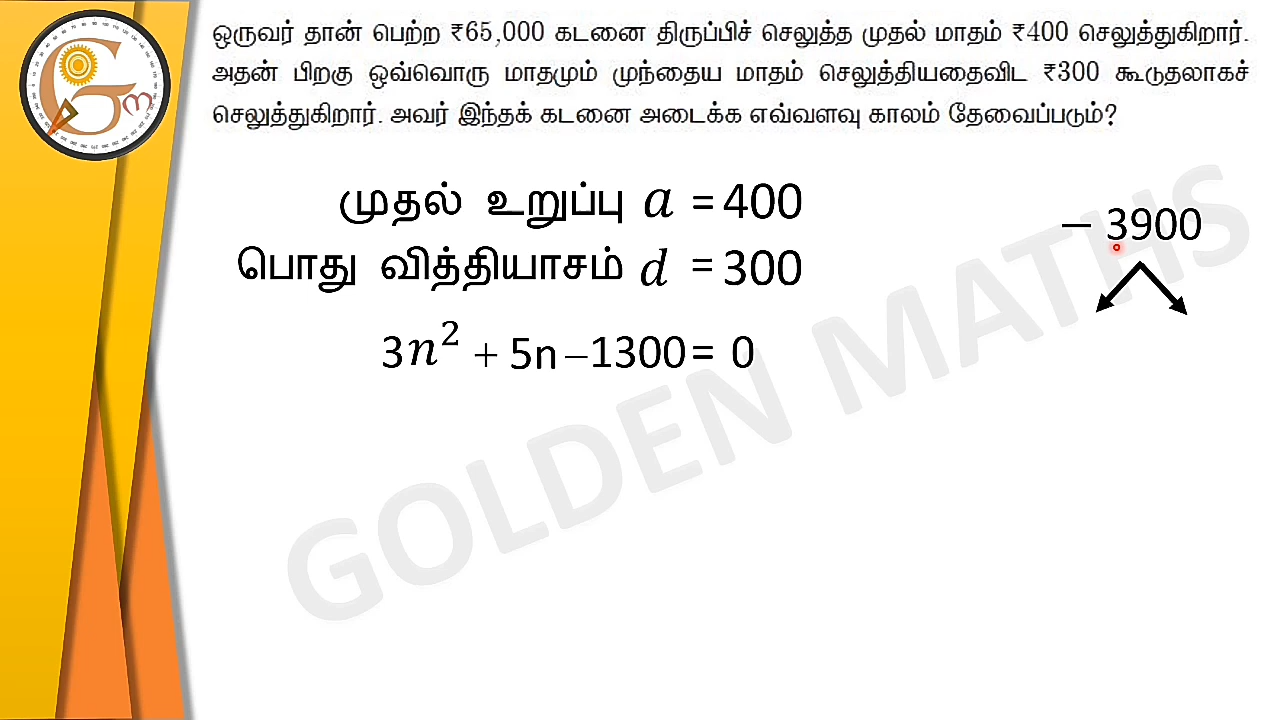 ஒருவர் தான் பெற்ற ₹65,000 கடனை திருப்பிச் செலுத்த முதல் மாதம் ₹400 செலுத்துகிறார்.
அதன் பிறகு ஒவ்வொரு மாதமும் முந்தைய மாதம் செலுத்தியதைவிட ₹300 கூடுதலாகச்
செலுத்துகிறார். அவர் இந்தக் கடனை அடைக்க எவ்வளவு காலம் தேவைப்படும்?
முதல் உறுப்பு a = 400
பொது வித்தியாசம் d = 300
3n² + 5n – 1300 = 0
– 3900
GOLDEN MATHS